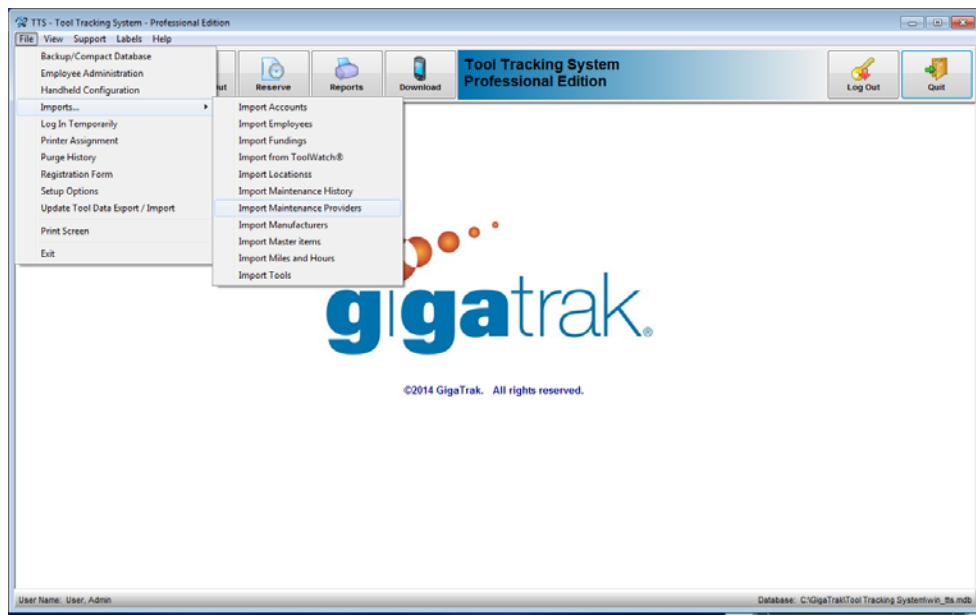 TTS - Tool Tracking System - Professional Edition
File View Support Labels Help
Backup/Compact Database
Employee Administration
Handheld Configuration
Imports...
Log In Temporarily
Printer Assignment
Purge History
Registration Form
Setup Options
Update Tool Data Export / Import
Print Screen
Exit
Import Accounts
Import Employees
Import Fundings
Import from ToolWatch®
Import Locationss
Import Maintenance History
Import Maintenance Providers
Import Manufacturers
Import Master items
Import Miles and Hours
Import Tools
Reserve
Reports
Download
Tool Tracking System
Professional Edition
Log Out
Quit
gigatrak®
©2014 GigaTrak. All rights reserved.
User Name: User, Admin
Database: C:\GigaTrak\Tool Tracking System\win_tts.mdb